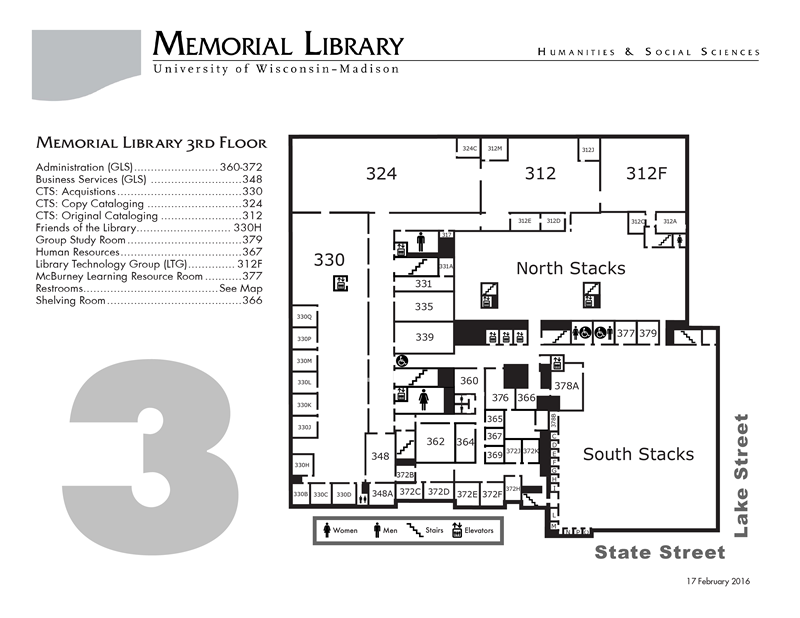 MEMORIAL LIBRARY
University of Wisconsin–Madison
HUMANITIES & SOCIAL SCIENCES
MEMORIAL LIBRARY 3RD FLOOR
Administration (GLS)........................360-372
Business Services (GLS) ..........................348
CTS: Acquistions....................................330
CTS: Copy Cataloging ............................324
CTS: Original Cataloging .......................312
Friends of the Library............................330H
Group Study Room .................................379
Human Resources...................................367
Library Technology Group (LTG)............. 312F
McBurney Learning Resource Room ...........377
Restrooms.......................................See Map
Shelving Room.......................................366
3
324C
312M
312J
324
312
312F
312E
312D
312C
312A
317
330
331A
North Stacks
331
335
330Q
330P
339
377
379
330M
330L
360
378A
376
366
330K
365
378B
330J
362
364
367
348
369
372J
372K
South Stacks
330H
372B
330B
330C
330D
348A
372C
372D
372E
372F
372H
C
D
E
F
G
H
I
L
M
Women
Men
Stairs
Elevators
State Street
Lake Street
17 February 2016